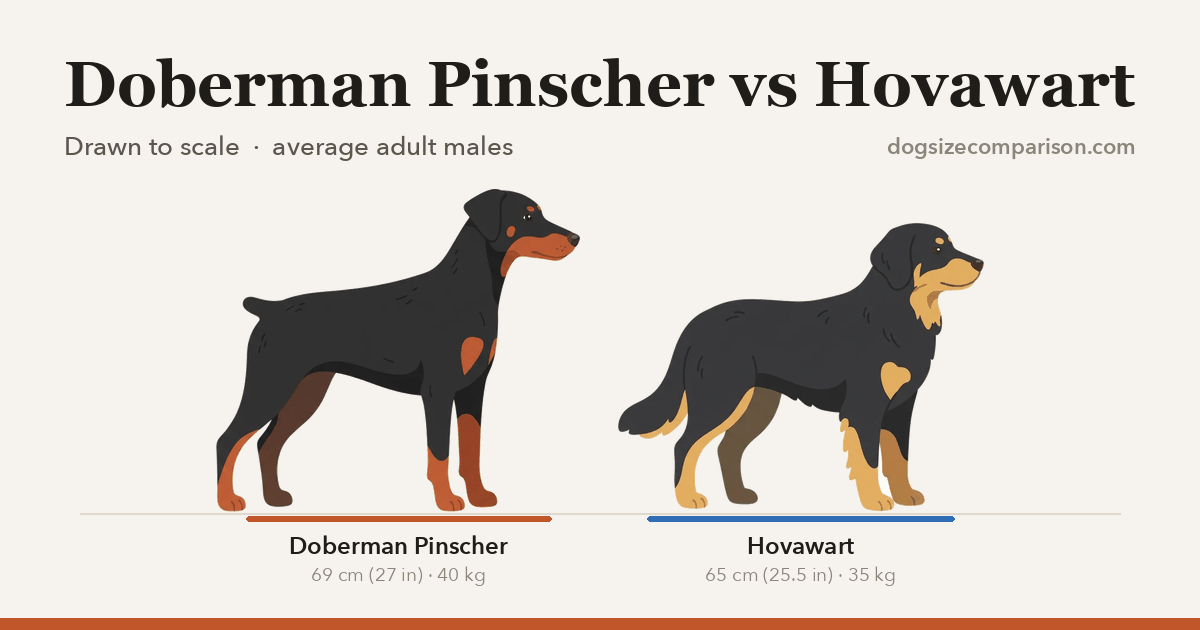 Doberman Pinscher vs Hovawart
Drawn to scale · average adult males
dogsizecomparison.com
Doberman Pinscher
69 cm (27 in) · 40 kg
Hovawart
65 cm (25.5 in) · 35 kg